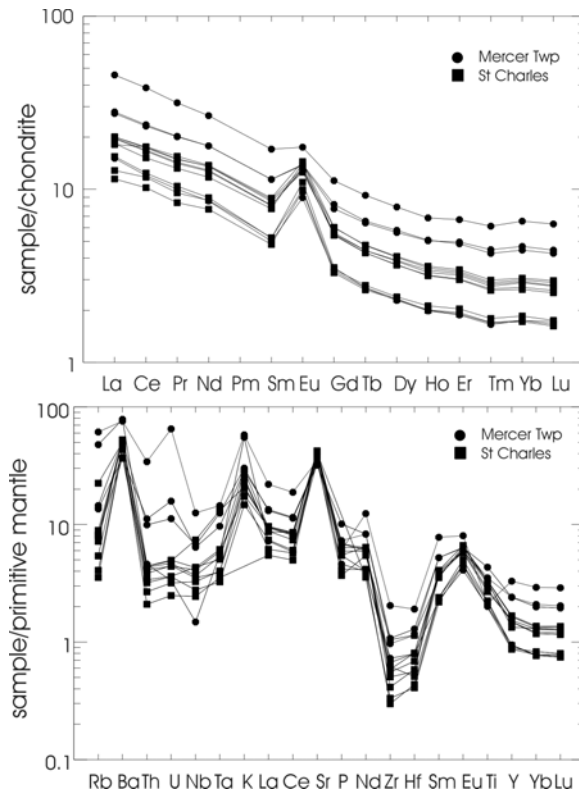 100
Mercer Twp
St Charles
10
sample/chondrite
1
La Ce Pr Nd Pm Sm Eu Gd Tb Dy Ho Er Tm Yb Lu
100
Mercer Twp
St Charles
10
sample/primitive mantle
1
0.1
Rb Ba Th U Nb Ta K La Ce Sr P Nd Zr Hf Sm Eu Ti Y Yb Lu